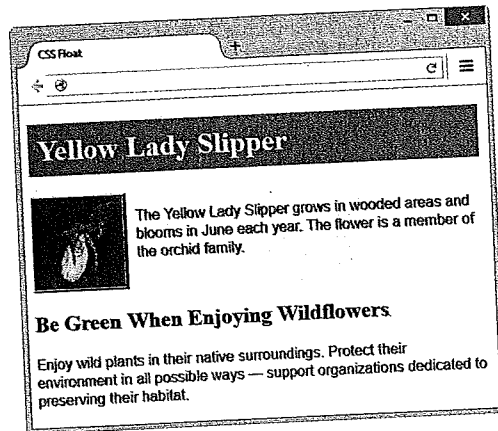 CSS Float
Yellow Lady Slipper
The Yellow Lady Slipper grows in wooded areas and
blooms in June each year. The flower is a member of
the orchid family.
Be Green When Enjoying Wildflowers
Enjoy wild plants in their native surroundings. Protect their
environment in all possible ways — support organizations dedicated to
preserving their habitat.